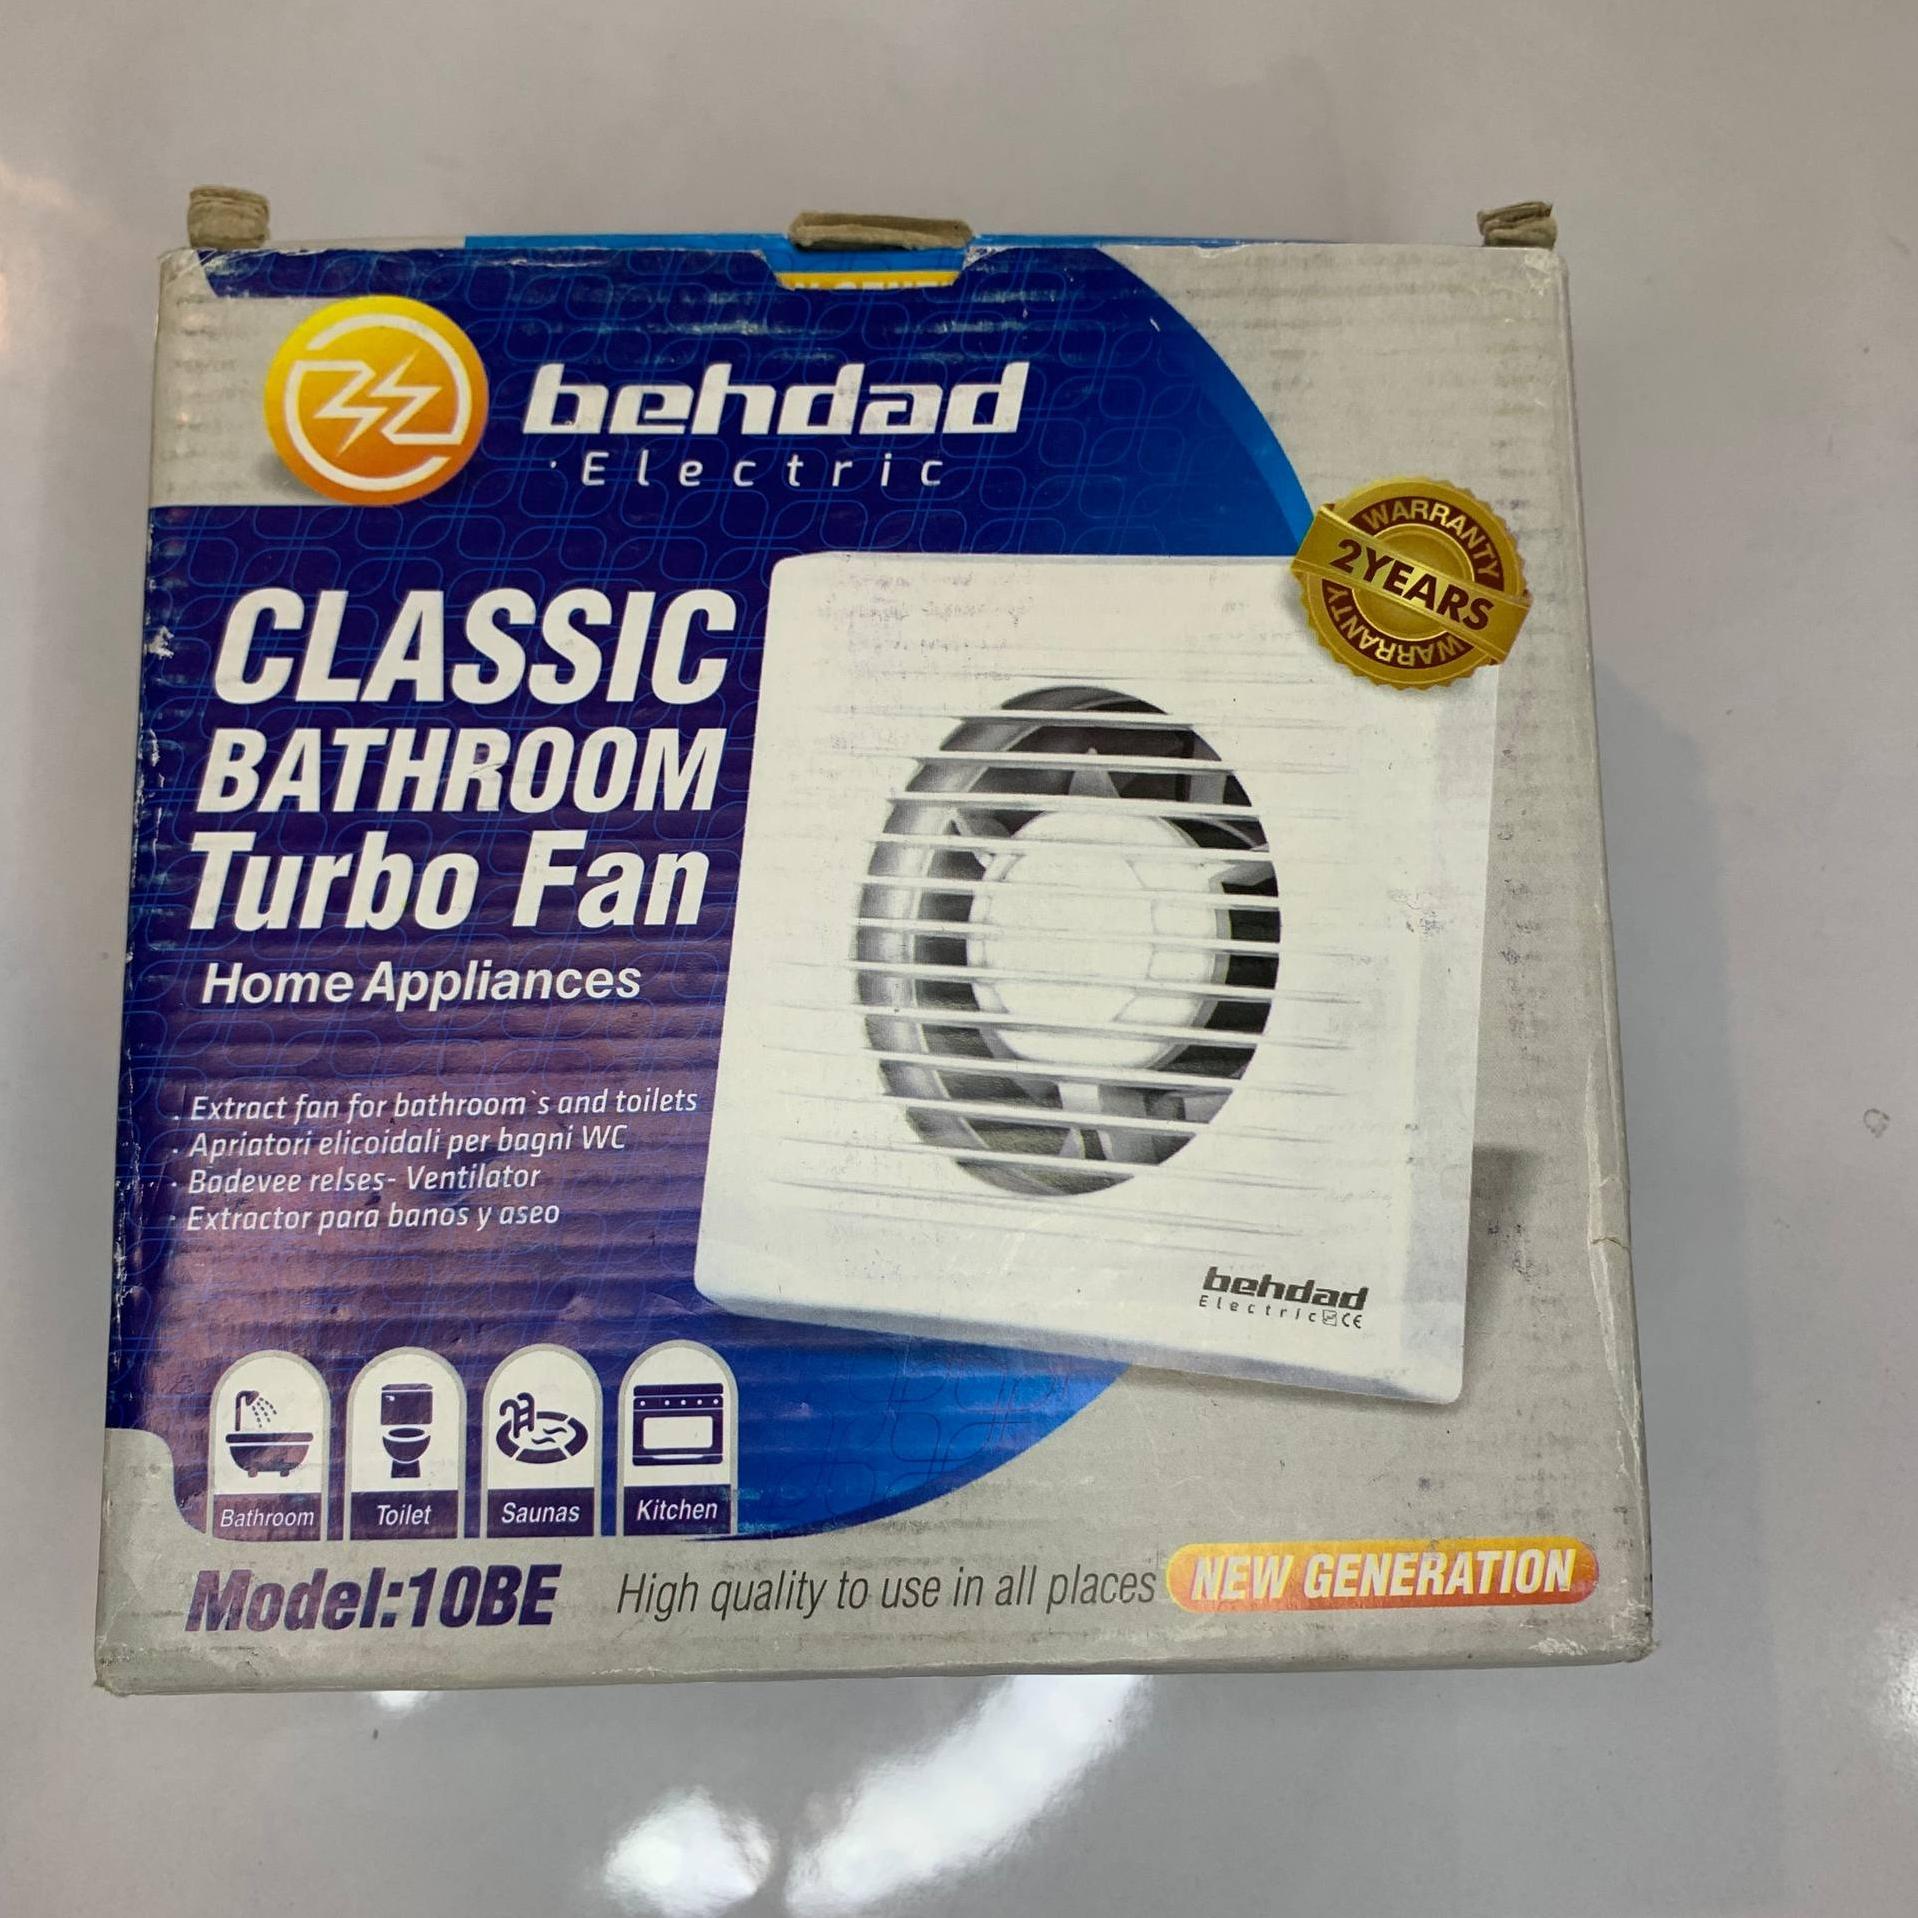 behdad
Electric
WARRANTY
2YEARS
WARRANTY
CLASSIC
BATHROOM
Turbo Fan
Home Appliances
. Extract fan for bathroom`s and toilets
. Apriatori elicoidali per bagni WC
. Badevee relses- Ventilator
. Extractor para banos y aseo
behdad
Electric CE
Bathroom
Toilet
Saunas
Kitchen
Model:10BE
High quality to use in all places
NEW GENERATION